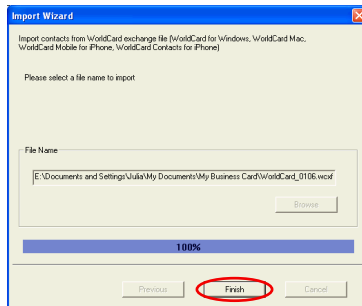 Import Wizard
Import contacts from WorldCard exchange file (WorldCard for Windows, WorldCard Mac,
WorldCard Mobile for iPhone, WorldCard Contacts for iPhone)
Please select a file name to import
File Name
E:\Documents and Settings\Julia\My Documents\My Business Card\WorldCard_0106.wcxf
Browse
100%
Previous Finish Cancel